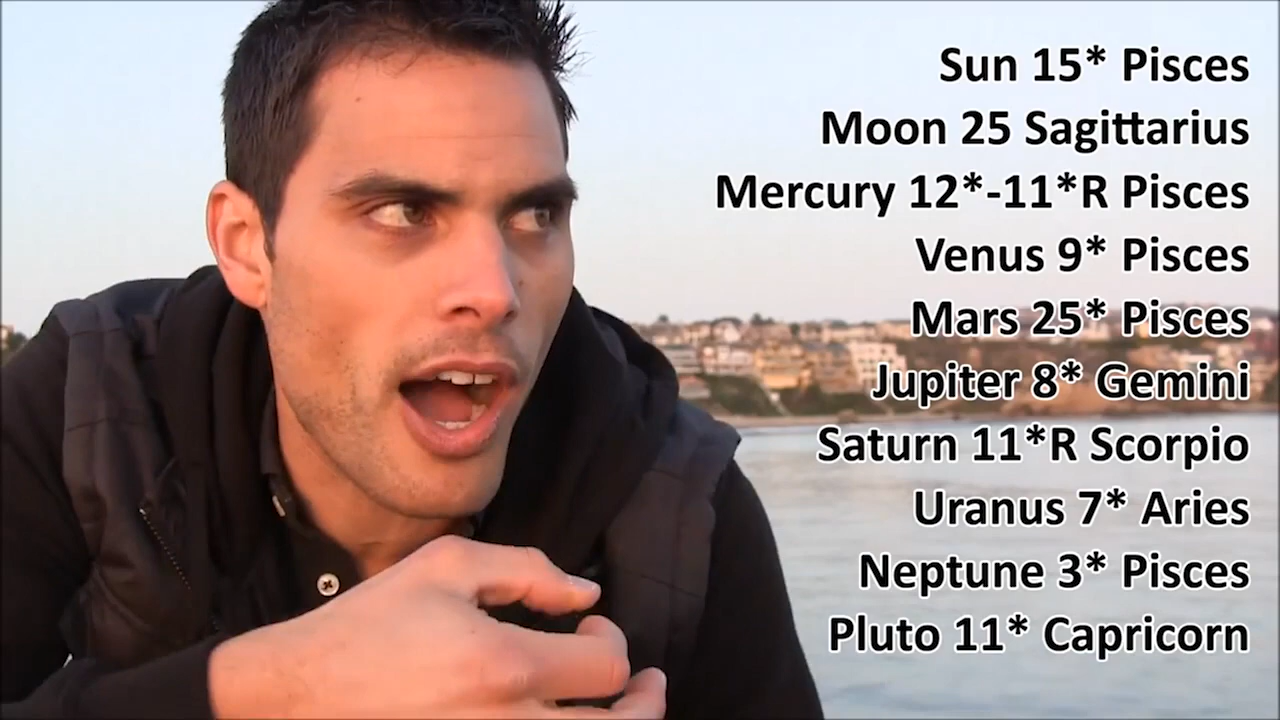 Sun 15* Pisces
Moon 25 Sagittarius
Mercury 12*-11*R Pisces
Venus 9* Pisces
Mars 25* Pisces
Jupiter 8* Gemini
Saturn 11*R Scorpio
Uranus 7* Aries
Neptune 3* Pisces
Pluto 11* Capricorn